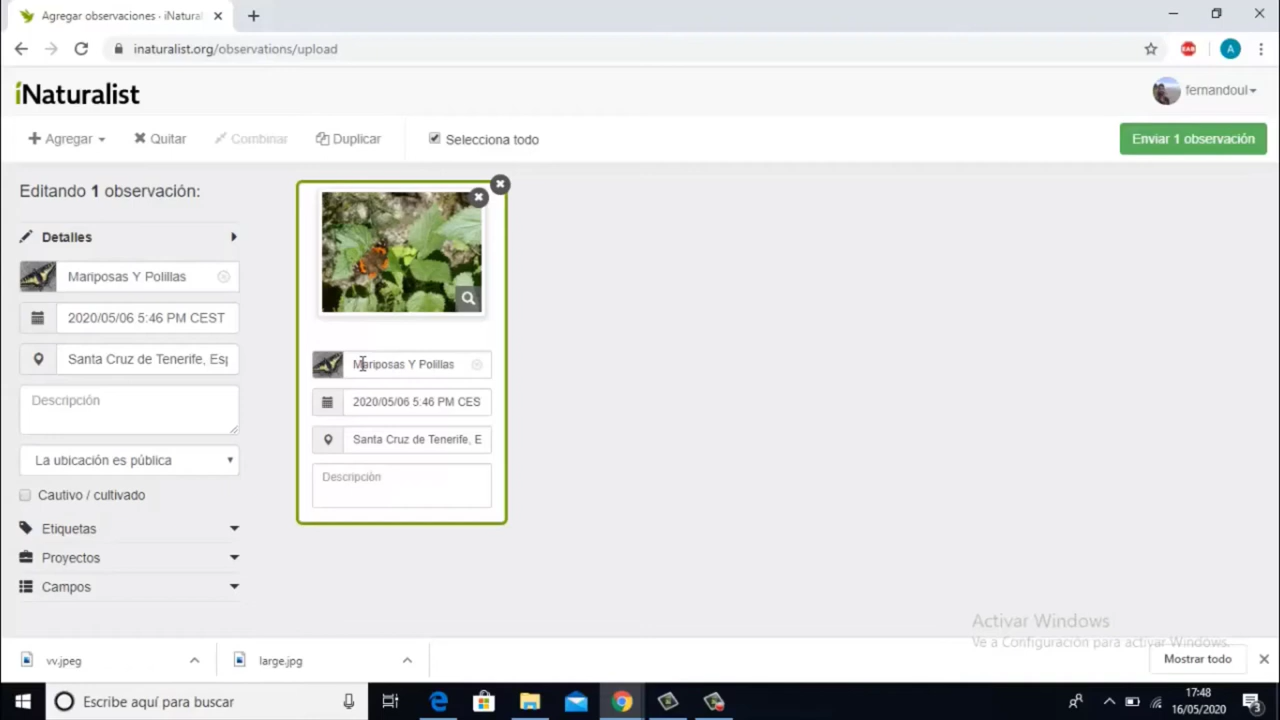 Agregar observaciones · iNatural
inaturalist.org/observations/upload
EAB
A
iNaturalist
fernandoul
Agregar
Quitar
Combinar
Duplicar
Selecciona todo
Enviar 1 observación
Editando 1 observación:
Detalles
Mariposas Y Polillas
2020/05/06 5:46 PM CEST
Santa Cruz de Tenerife, Esp
Descripción
La ubicación es pública
Cautivo / cultivado
Etiquetas
Proyectos
Campos
Mariposas Y Polillas
2020/05/06 5:46 PM CES
Santa Cruz de Tenerife, E
Descripción
Activar Windows
Ve a Configuración para activar Windows.
vv.jpeg
large.jpg
Mostrar todo
Escribe aquí para buscar
17:48
16/05/2020
3